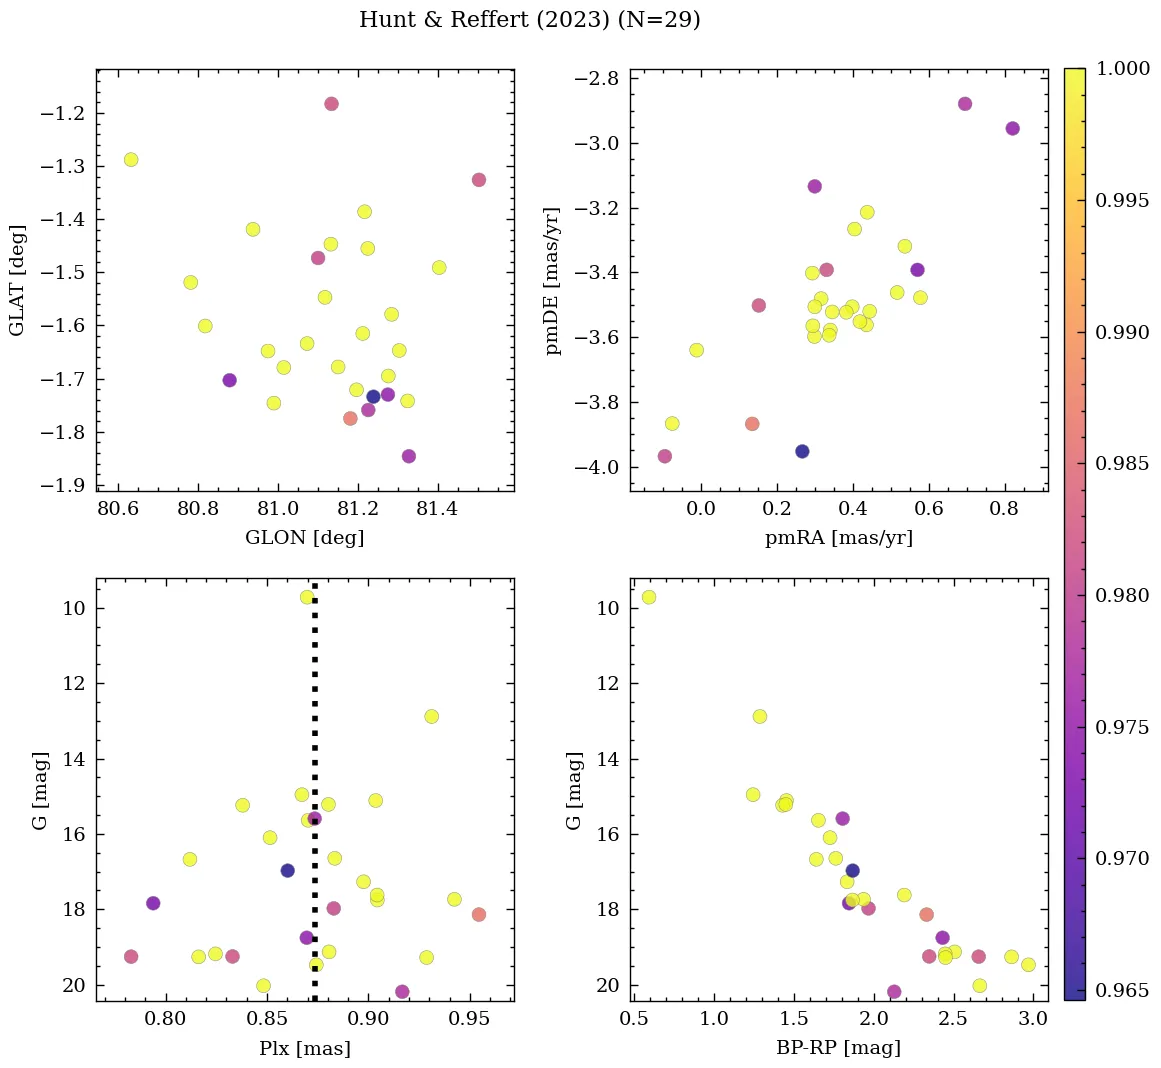 Hunt & Reffert (2023) (N=29)
−1.2
−1.3
−1.4
−1.5
−1.6
−1.7
−1.8
−1.9
GLAT [deg]
80.6 80.8 81.0 81.2 81.4
GLON [deg]
−2.8
−3.0
−3.2
−3.4
−3.6
−3.8
−4.0
pmDE [mas/yr]
0.0 0.2 0.4 0.6 0.8
pmRA [mas/yr]
10
12
14
16
18
20
G [mag]
0.80 0.85 0.90 0.95
Plx [mas]
10
12
14
16
18
20
G [mag]
0.5 1.0 1.5 2.0 2.5 3.0
BP-RP [mag]
1.000
0.995
0.990
0.985
0.980
0.975
0.970
0.965